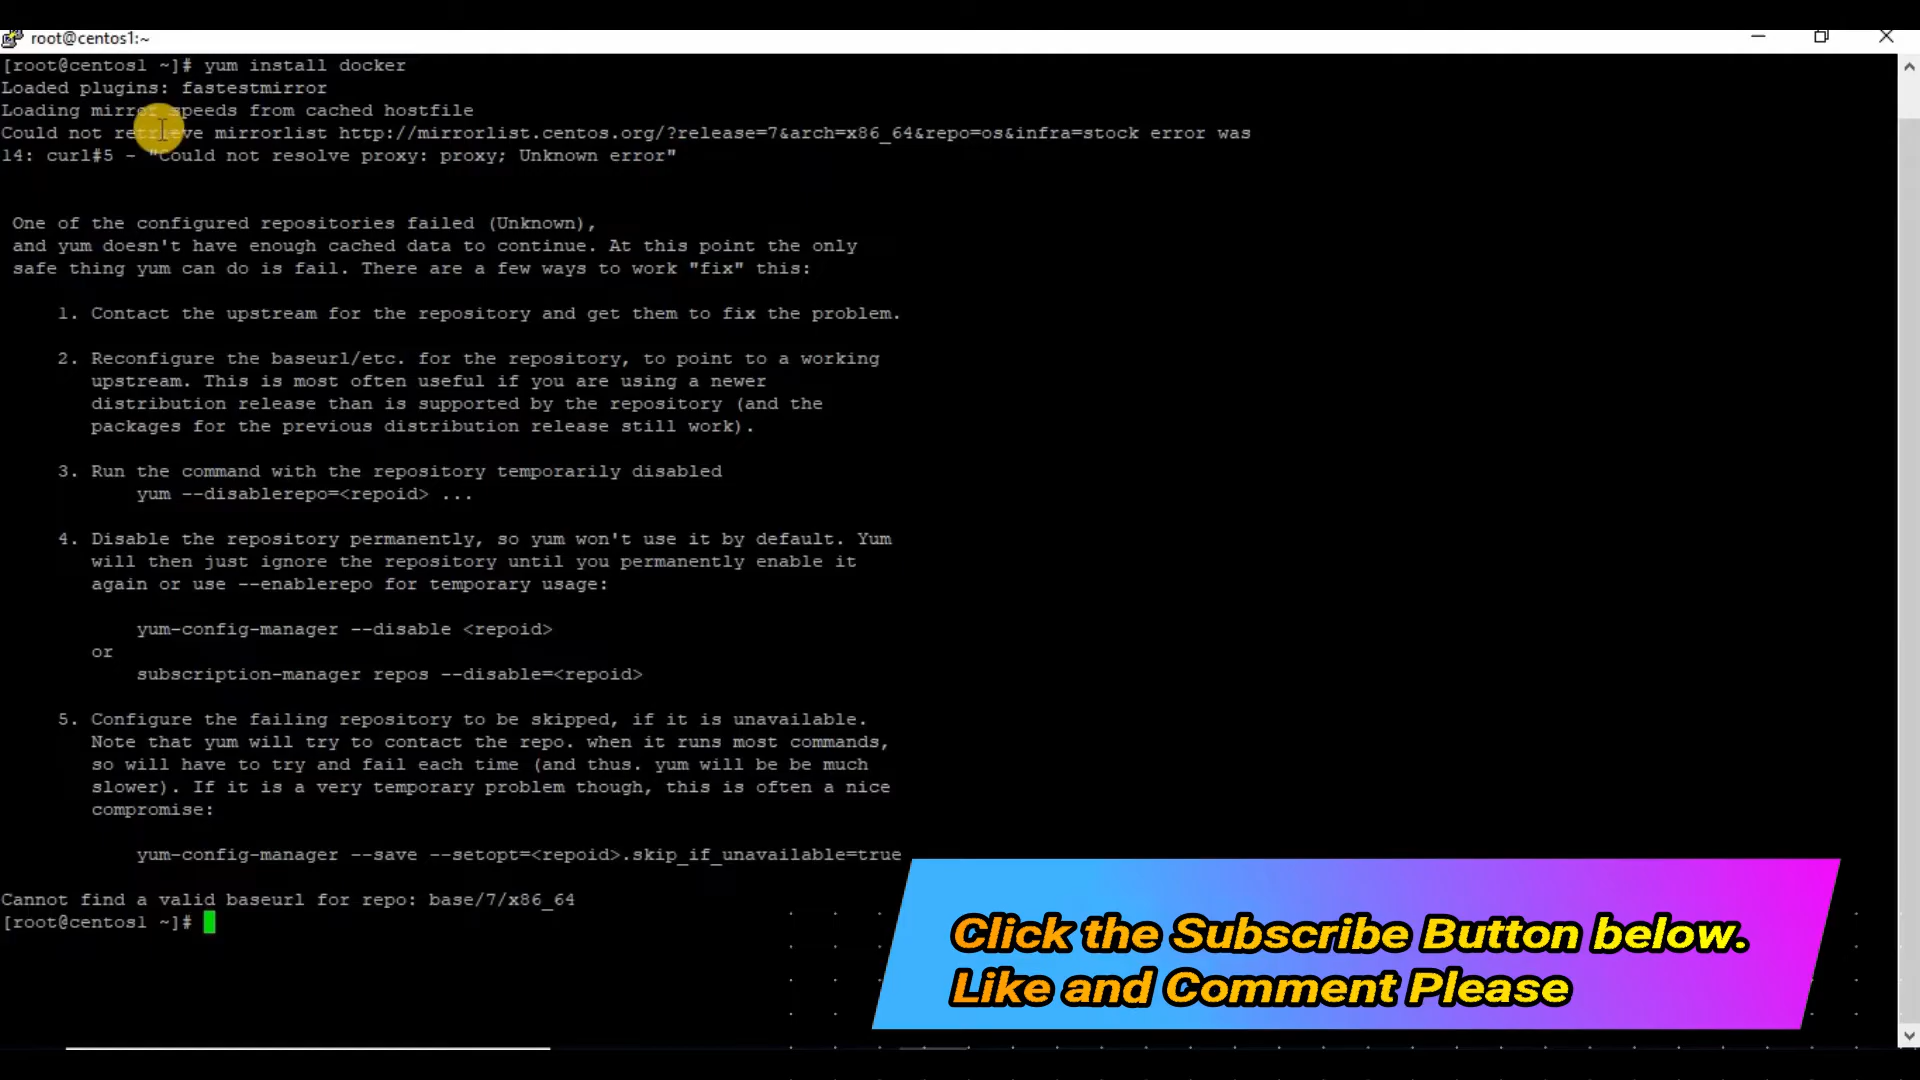 root@centos1:~
[root@centos1 ~]# yum install docker
Loaded plugins: fastestmirror
Loading mirror speeds from cached hostfile
Could not retrieve mirrorlist http://mirrorlist.centos.org/?release=7&arch=x86_64&repo=os&infra=stock error was
14: curl#5 - "Could not resolve proxy: proxy; Unknown error"
One of the configured repositories failed (Unknown),
and yum doesn't have enough cached data to continue. At this point the only
safe thing yum can do is fail. There are a few ways to work "fix" this:
1. Contact the upstream for the repository and get them to fix the problem.
2. Reconfigure the baseurl/etc. for the repository, to point to a working
upstream. This is most often useful if you are using a newer
distribution release than is supported by the repository (and the
packages for the previous distribution release still work).
3. Run the command with the repository temporarily disabled
yum --disablerepo=<repoid> ...
4. Disable the repository permanently, so yum won't use it by default. Yum
will then just ignore the repository until you permanently enable it
again or use --enablerepo for temporary usage:
yum-config-manager --disable <repoid>
or
subscription-manager repos --disable=<repoid>
5. Configure the failing repository to be skipped, if it is unavailable.
Note that yum will try to contact the repo. when it runs most commands,
so will have to try and fail each time (and thus. yum will be be much
slower). If it is a very temporary problem though, this is often a nice
compromise:
yum-config-manager --save --setopt=<repoid>.skip_if_unavailable=true
Cannot find a valid baseurl for repo: base/7/x86_64
[root@centos1 ~]#
Click the Subscribe Button below.
Like and Comment Please